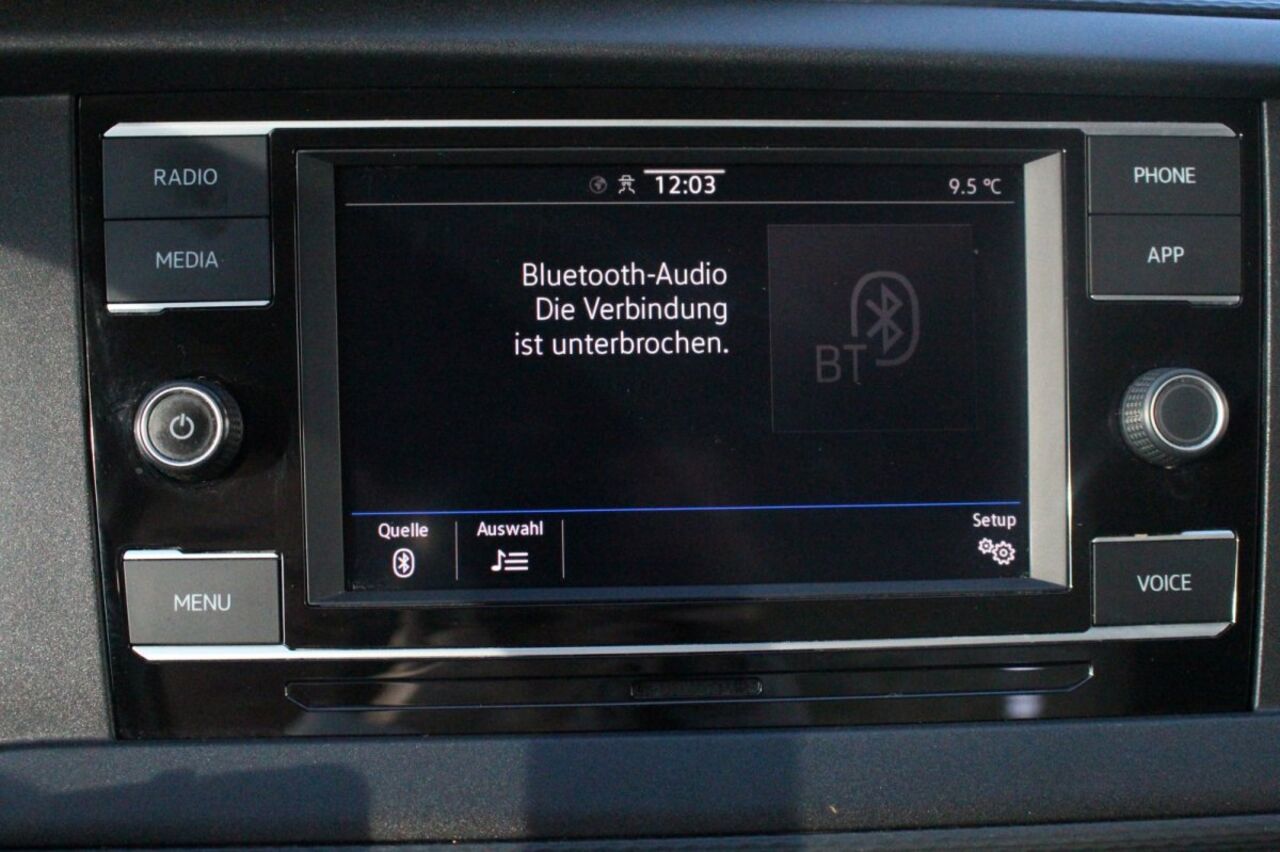 RADIO
MEDIA
MENU
12:03
9.5 °C
Bluetooth-Audio
Die Verbindung
ist unterbrochen.
BT
Quelle
Auswahl
Setup
PHONE
APP
VOICE